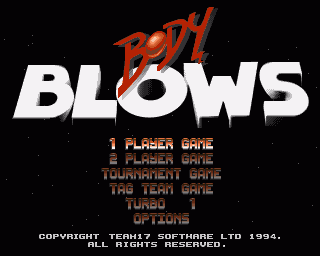 BODY
BLOWS
1 PLAYER GAME
2 PLAYER GAME
TOURNAMENT GAME
TAG TEAM GAME
TURBO 1
OPTIONS
COPYRIGHT TEAM17 SOFTWARE LTD 1994.
ALL RIGHTS RESERVED.